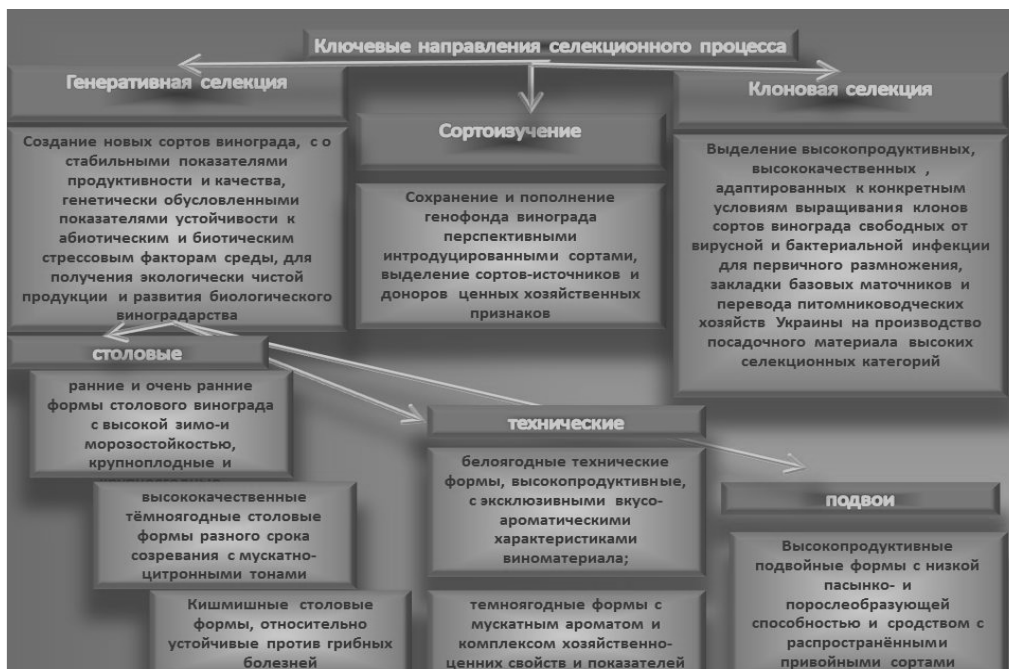 Ключевые направления селекционного процесса
Генеративная селекция
Создание новых сортов винограда, с о
стабильными показателями
продуктивности и качества,
генетически обусловленными
показателями устойчивости к
абиотическим и биотическим
стрессовым факторам среды, для
получения экологически чистой
продукции и развития биологического
виноградарства
Сортоизучение
Сохранение и пополнение
генофонда винограда
перспективными
интродуцированными сортами,
выделение сортов-источников и
доноров ценных хозяйственных
признаков
Клоновая селекция
Выделение высокопродуктивных,
высококачественных ,
адаптированных к конкретным
условиям выращивания клонов
сортов винограда свободных от
вирусной и бактериальной инфекции
для первичного размножения,
закладки базовых маточников и
перевода питомниководческих
хозяйств Украины на производство
посадочного материала высоких
селекционных категорий
столовые
ранние и очень ранние
формы столового винограда
с высокой зимо-и
морозостойкостью,
крупноплодные и
высококачественные
тёмноягодные столовые
формы разного срока
созревания с мускатно-
цитронными тонами
Кишмишные столовые
формы, относительно
устойчивые против грибных
болезней
технические
белоягодные технические
формы, высокопродуктивные,
с эксклюзивными вкусо-
ароматическими
характеристиками
виноматериала;
темноягодные формы с
мускатным ароматом и
комплексом хозяйственно-
ценних свойств и показателей
подвои
Высокопродуктивные
подвойные формы с низкой
пасынко- и
порослеобразующей
способностью и сродством с
распространёнными
привойными сортами